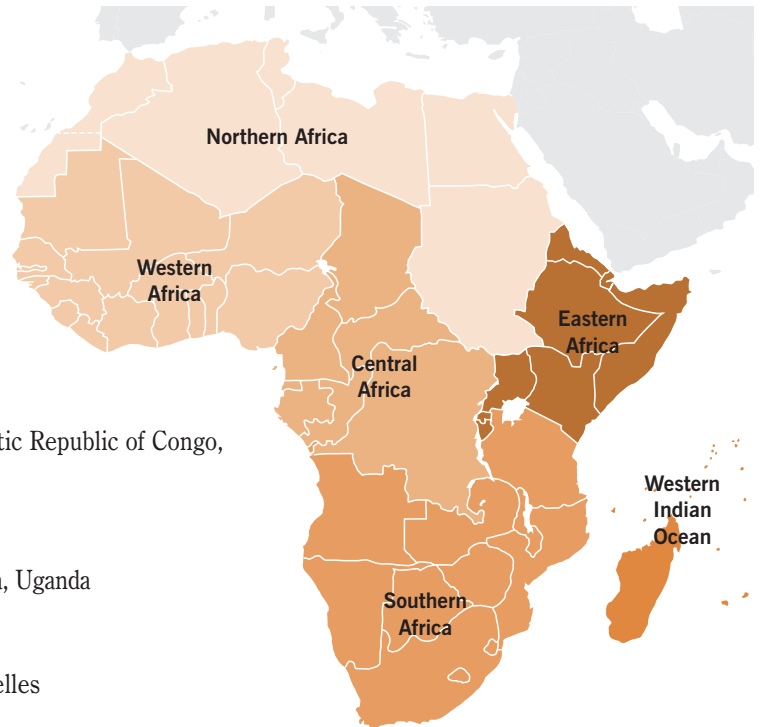 Northern Africa
Western
Africa
Eastern
Africa
Central
Africa
tic Republic of Congo,
Western
Indian
Ocean
, Uganda
Southern
Africa
elles